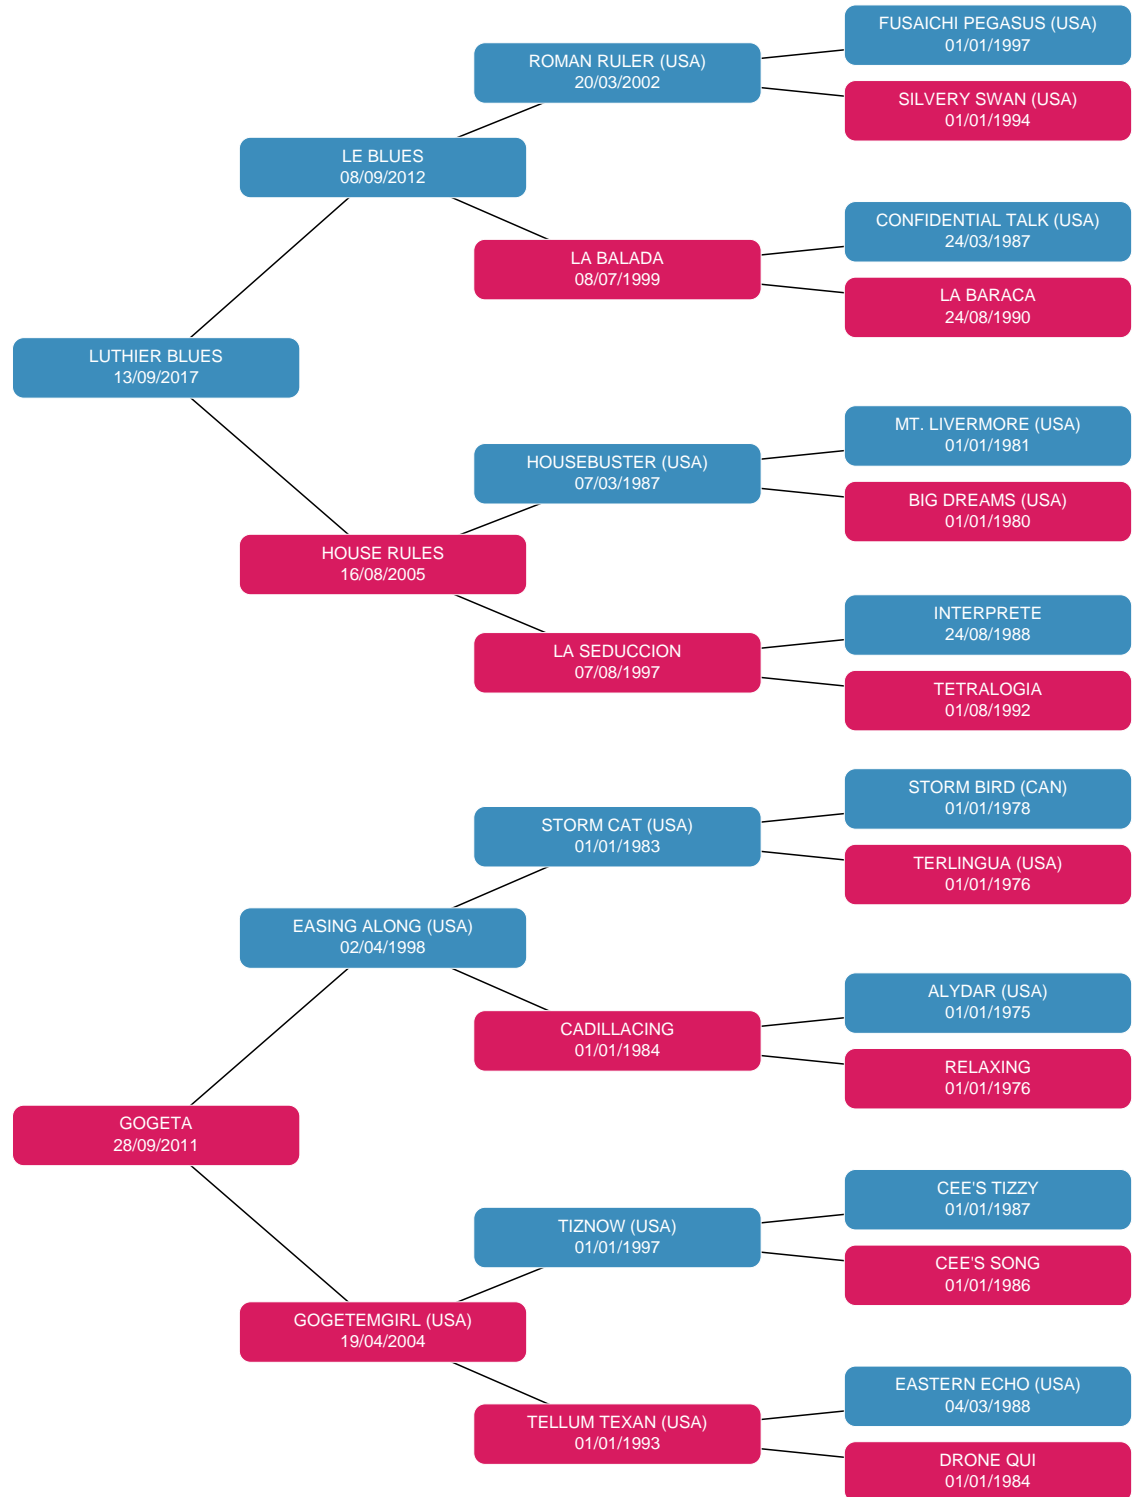 FUSAICHI PEGASUS (USA)
01/01/1997
ROMAN RULER (USA)
20/03/2002
SILVERY SWAN (USA)
01/01/1994
LE BLUES
08/09/2012
CONFIDENTIAL TALK (USA)
24/03/1987
LA BALADA
08/07/1999
LA BARACA
24/08/1990
LUTHIER BLUES
13/09/2017
MT. LIVERMORE (USA)
01/01/1981
HOUSEBUSTER (USA)
07/03/1987
BIG DREAMS (USA)
01/01/1980
HOUSE RULES
16/08/2005
INTERPRETE
24/08/1988
LA SEDUCCION
07/08/1997
TETRALOGIA
01/08/1992
STORM BIRD (CAN)
01/01/1978
STORM CAT (USA)
01/01/1983
TERLINGUA (USA)
01/01/1976
EASING ALONG (USA)
02/04/1998
ALYDAR (USA)
01/01/1975
CADILLACING
01/01/1984
RELAXING
01/01/1976
GOGETA
28/09/2011
CEE'S TIZZY
01/01/1987
TIZNOW (USA)
01/01/1997
CEE'S SONG
01/01/1986
GOGETEMGIRL (USA)
19/04/2004
EASTERN ECHO (USA)
04/03/1988
TELLUM TEXAN (USA)
01/01/1993
DRONE QUI
01/01/1984